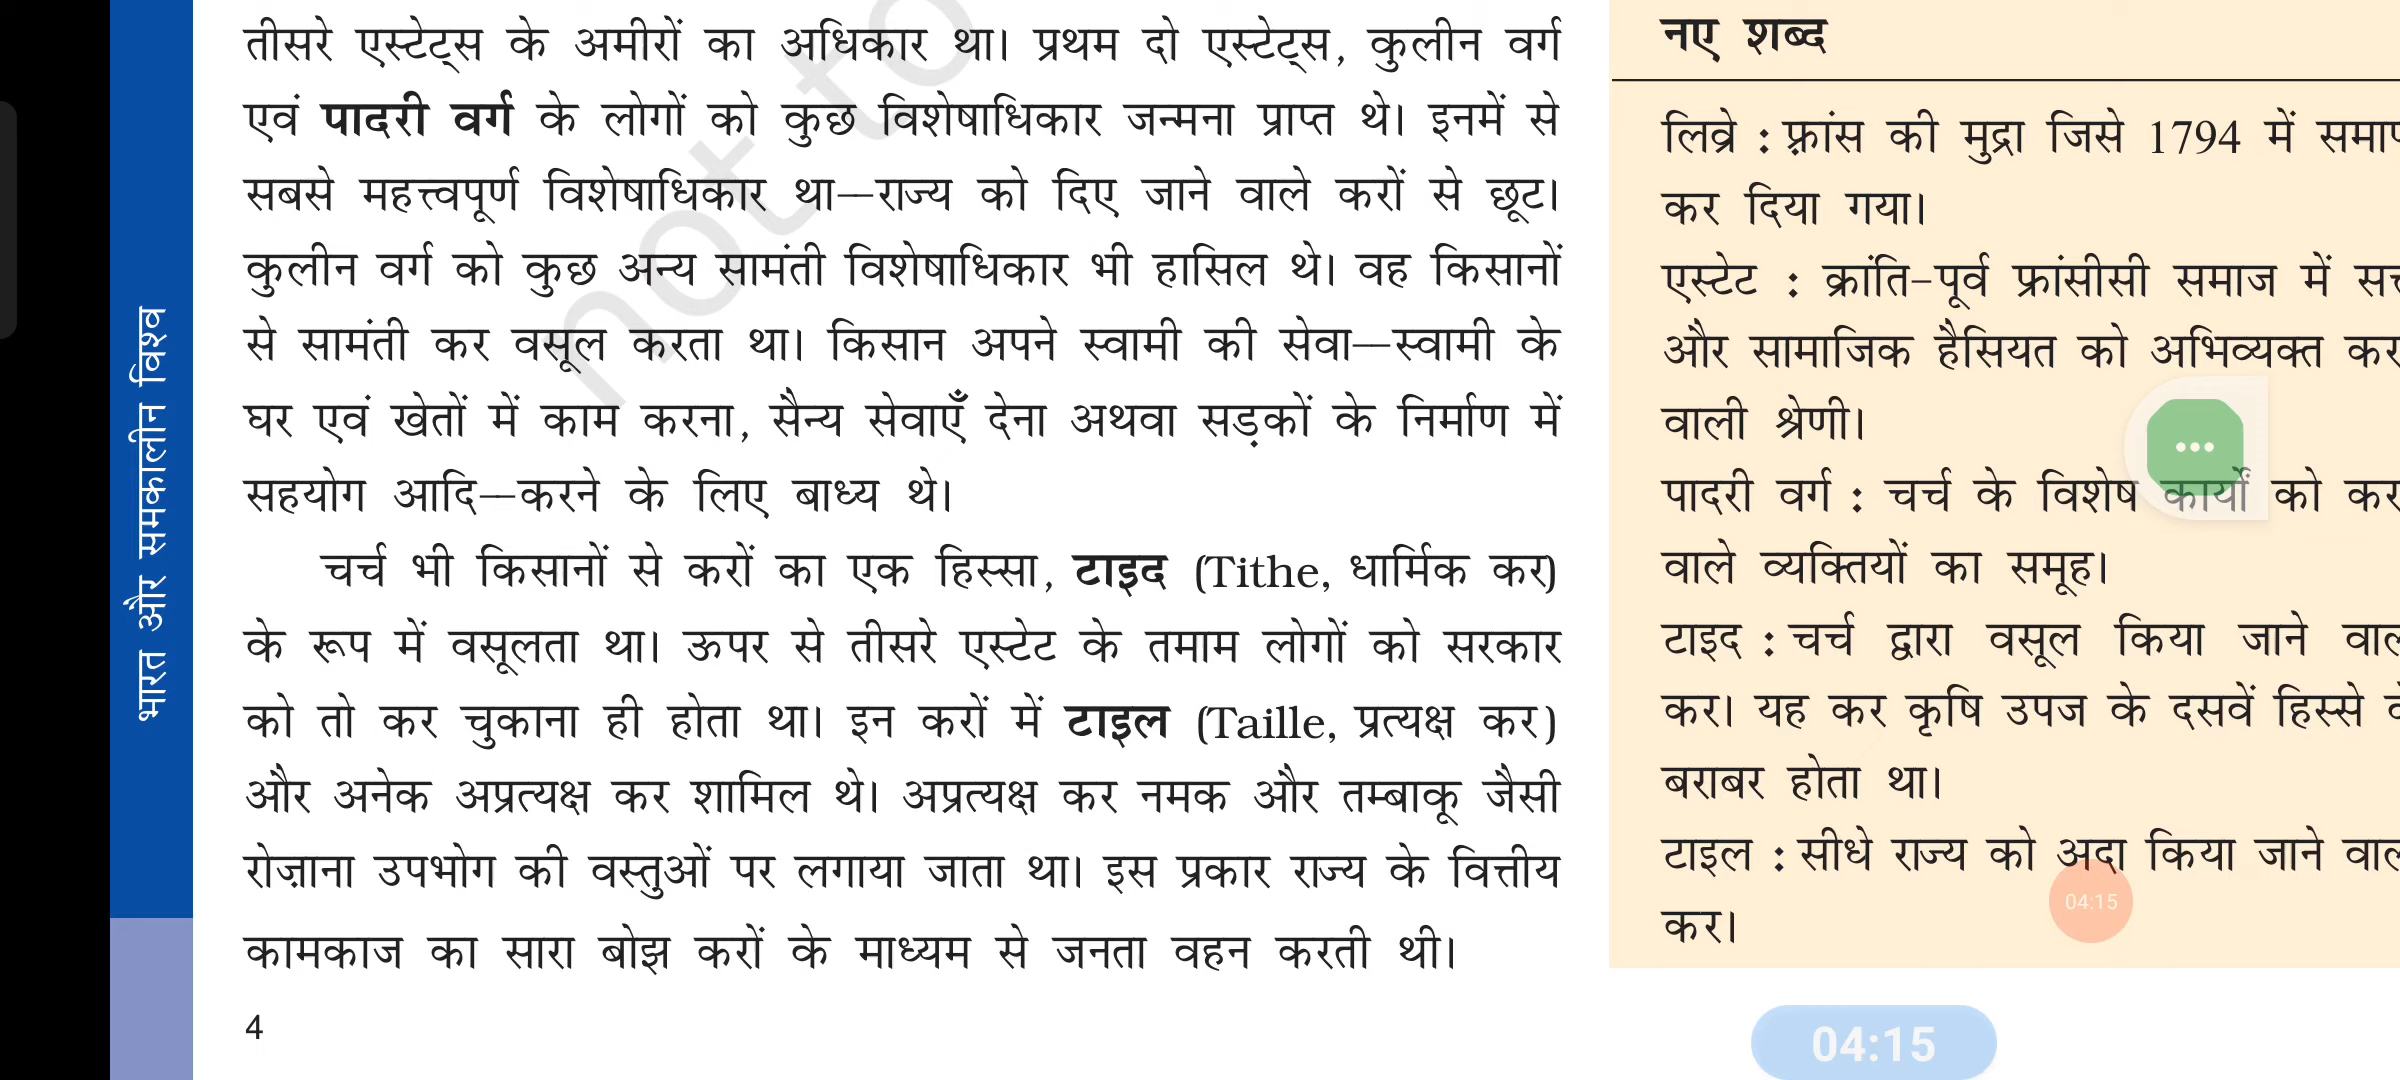 तीसरे एस्टेट्स के अमीरों का अधिकार था। प्रथम दो एस्टेट्स, कुलीन वर्ग
एवं पादरी वर्ग के लोगों को कुछ विशेषाधिकार जन्मना प्राप्त थे। इनमें से
सबसे महत्त्वपूर्ण विशेषाधिकार था—राज्य को दिए जाने वाले करों से छूट।
कुलीन वर्ग को कुछ अन्य सामंती विशेषाधिकार भी हासिल थे। वह किसानों
से सामंती कर वसूल करता था। किसान अपने स्वामी की सेवा—स्वामी के
घर एवं खेतों में काम करना, सैन्य सेवाएँ देना अथवा सड़कों के निर्माण में
सहयोग आदि—करने के लिए बाध्य थे।
चर्च भी किसानों से करों का एक हिस्सा, टाइद (Tithe, धार्मिक कर)
के रूप में वसूलता था। ऊपर से तीसरे एस्टेट के तमाम लोगों को सरकार
को तो कर चुकाना ही होता था। इन करों में टाइल (Taille, प्रत्यक्ष कर)
और अनेक अप्रत्यक्ष कर शामिल थे। अप्रत्यक्ष कर नमक और तम्बाकू जैसी
रोज़ाना उपभोग की वस्तुओं पर लगाया जाता था। इस प्रकार राज्य के वित्तीय
कामकाज का सारा बोझ करों के माध्यम से जनता वहन करती थी।
4
भारत और समकालीन विश्व
not to
नए शब्द
लिव्रे : फ़्रांस की मुद्रा जिसे 1794 में
कर दिया गया।
एस्टेट : क्रांति-पूर्व फ्रांसीसी समाज में
और सामाजिक हैसियत को अभिव्यक्त
वाली श्रेणी।
पादरी वर्ग : चर्च के विशेष कार्यों को
वाले व्यक्तियों का समूह।
टाइद : चर्च द्वारा वसूल किया जाने
कर। यह कर कृषि उपज के दसवें हिस्से
बराबर होता था।
टाइल : सीधे राज्य को अदा किया जाने
कर।
04:15
04:15